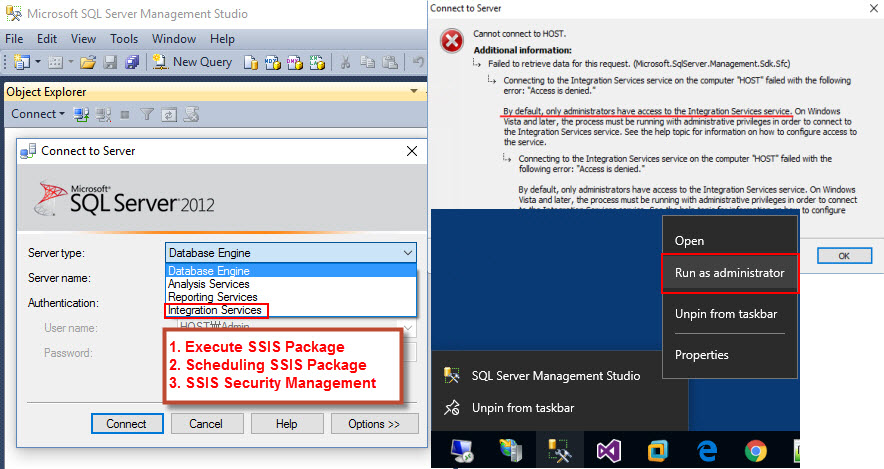 Microsoft SQL Server Management Studio
File Edit View Tools Window Help
New Query
Object Explorer
Connect
Connect to Server
Microsoft®
SQL Server® 2012
Server type:
Database Engine
Database Engine
Analysis Services
Reporting Services
Integration Services
Server name:
Authentication:
User name:
HOST₩Admin
Password:
1. Execute SSIS Package
2. Scheduling SSIS Package
3. SSIS Security Management
Connect
Cancel
Help
Options >>
Connect to Server
Cannot connect to HOST.
Additional information:
Failed to retrieve data for this request. (Microsoft.SqlServer.Management.Sdk.Sfc)
Connecting to the Integration Services service on the computer "HOST" failed with the following
error: "Access is denied."
By default, only administrators have access to the Integration Services service. On Windows
Vista and later, the process must be running with administrative privileges in order to connect to
the Integration Services service. See the help topic for information on how to configure access to
the service.
Connecting to the Integration Services service on the computer "HOST" failed with the
following error: "Access is denied."
By default, only administrators have access to the Integration Services service. On Windows
Vista and later, the process must be running with administrative privileges in order to connect
OK
Open
Run as administrator
Unpin from taskbar
Properties
SQL Server Management Studio
Unpin from taskbar